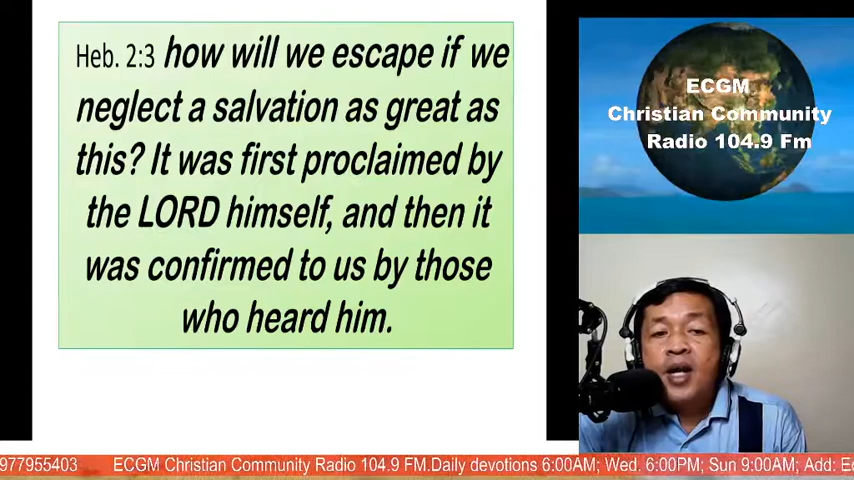 Heb. 2:3 how will we escape if we
neglect a salvation as great as
this? It was first proclaimed by
the LORD himself, and then it
was confirmed to us by those
who heard him.
ECGM
Christian Community
Radio 104.9 Fm
977955403 ECGM Christian Community Radio 104.9 FM.Daily devotions 6:00AM; Wed. 6:00PM; Sun 9:00AM; Add: Ec